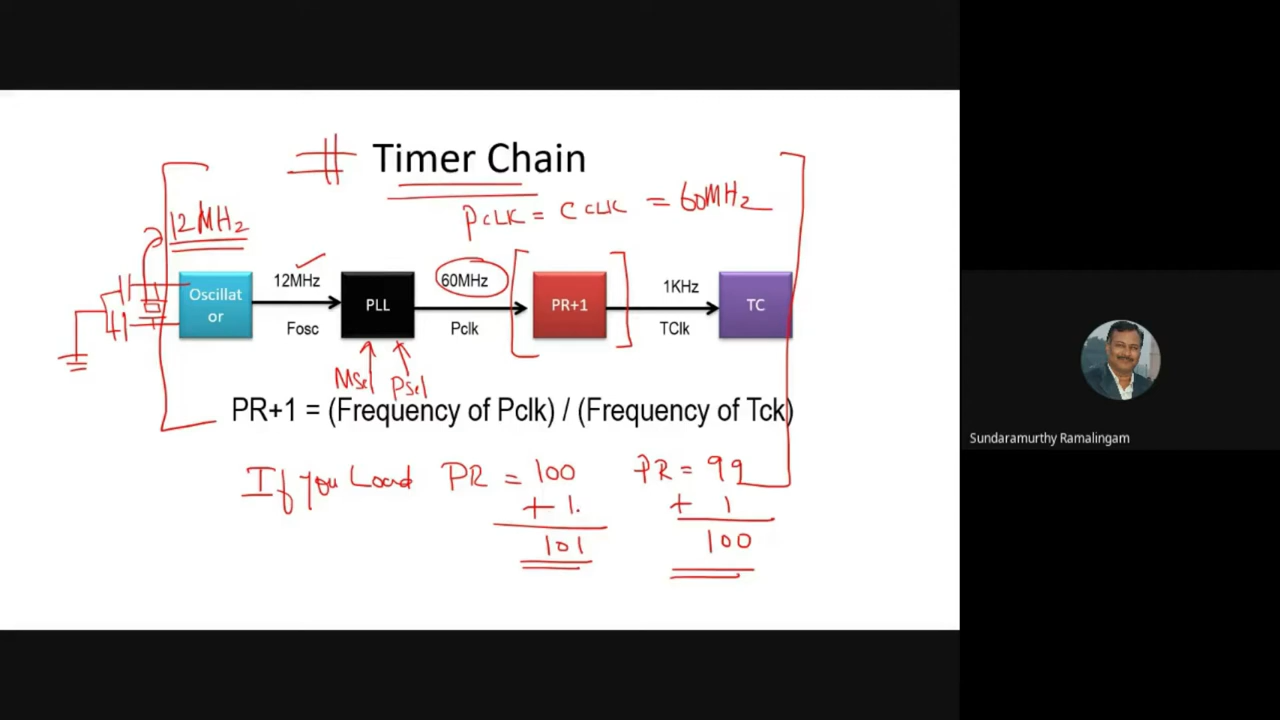 # Timer Chain
PCLK = CCLK = 60MHz
12MHz
Oscillat
or
12MHz
Fosc
PLL
60MHz
Pclk
PR+1
1KHz
TClk
TC
Msel Psel
PR+1 = (Frequency of Pclk) / (Frequency of Tck)
If you Load PR = 100 PR = 99
+ 1. + 1
101 100
Sundaramurthy Ramalingam